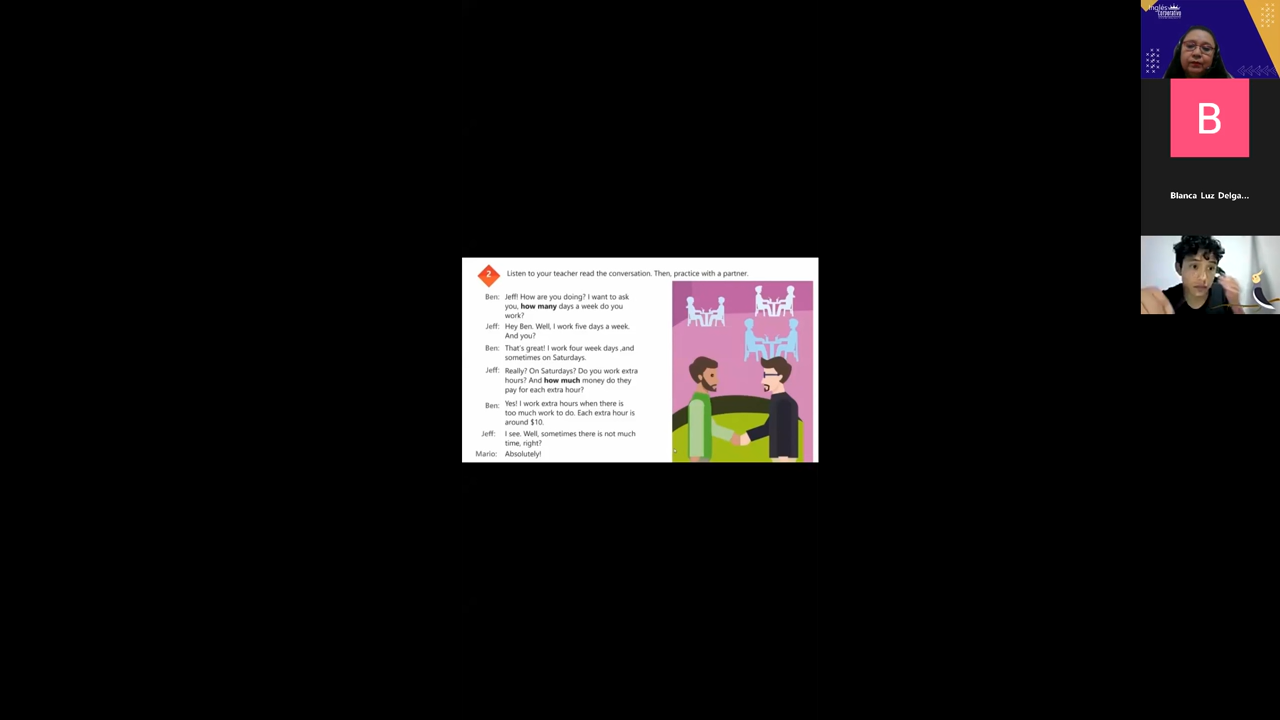 2 Listen to your teacher read the conversation. Then, practice with a partner.
Ben: Jeff! How are you doing? I want to ask
you, how many days a week do you
work?
Jeff: Hey Ben. Well, I work five days a week.
And you?
Ben: That's great! I work four week days ,and
sometimes on Saturdays.
Jeff: Really? On Saturdays? Do you work extra
hours? And how much money do they
pay for each extra hour?
Ben: Yes! I work extra hours when there is
too much work to do. Each extra hour is
around $10.
Jeff: I see. Well, sometimes there is not much
time, right?
Mario: Absolutely!
Inglés
Corporativo
B
Blanca Luz Delga...